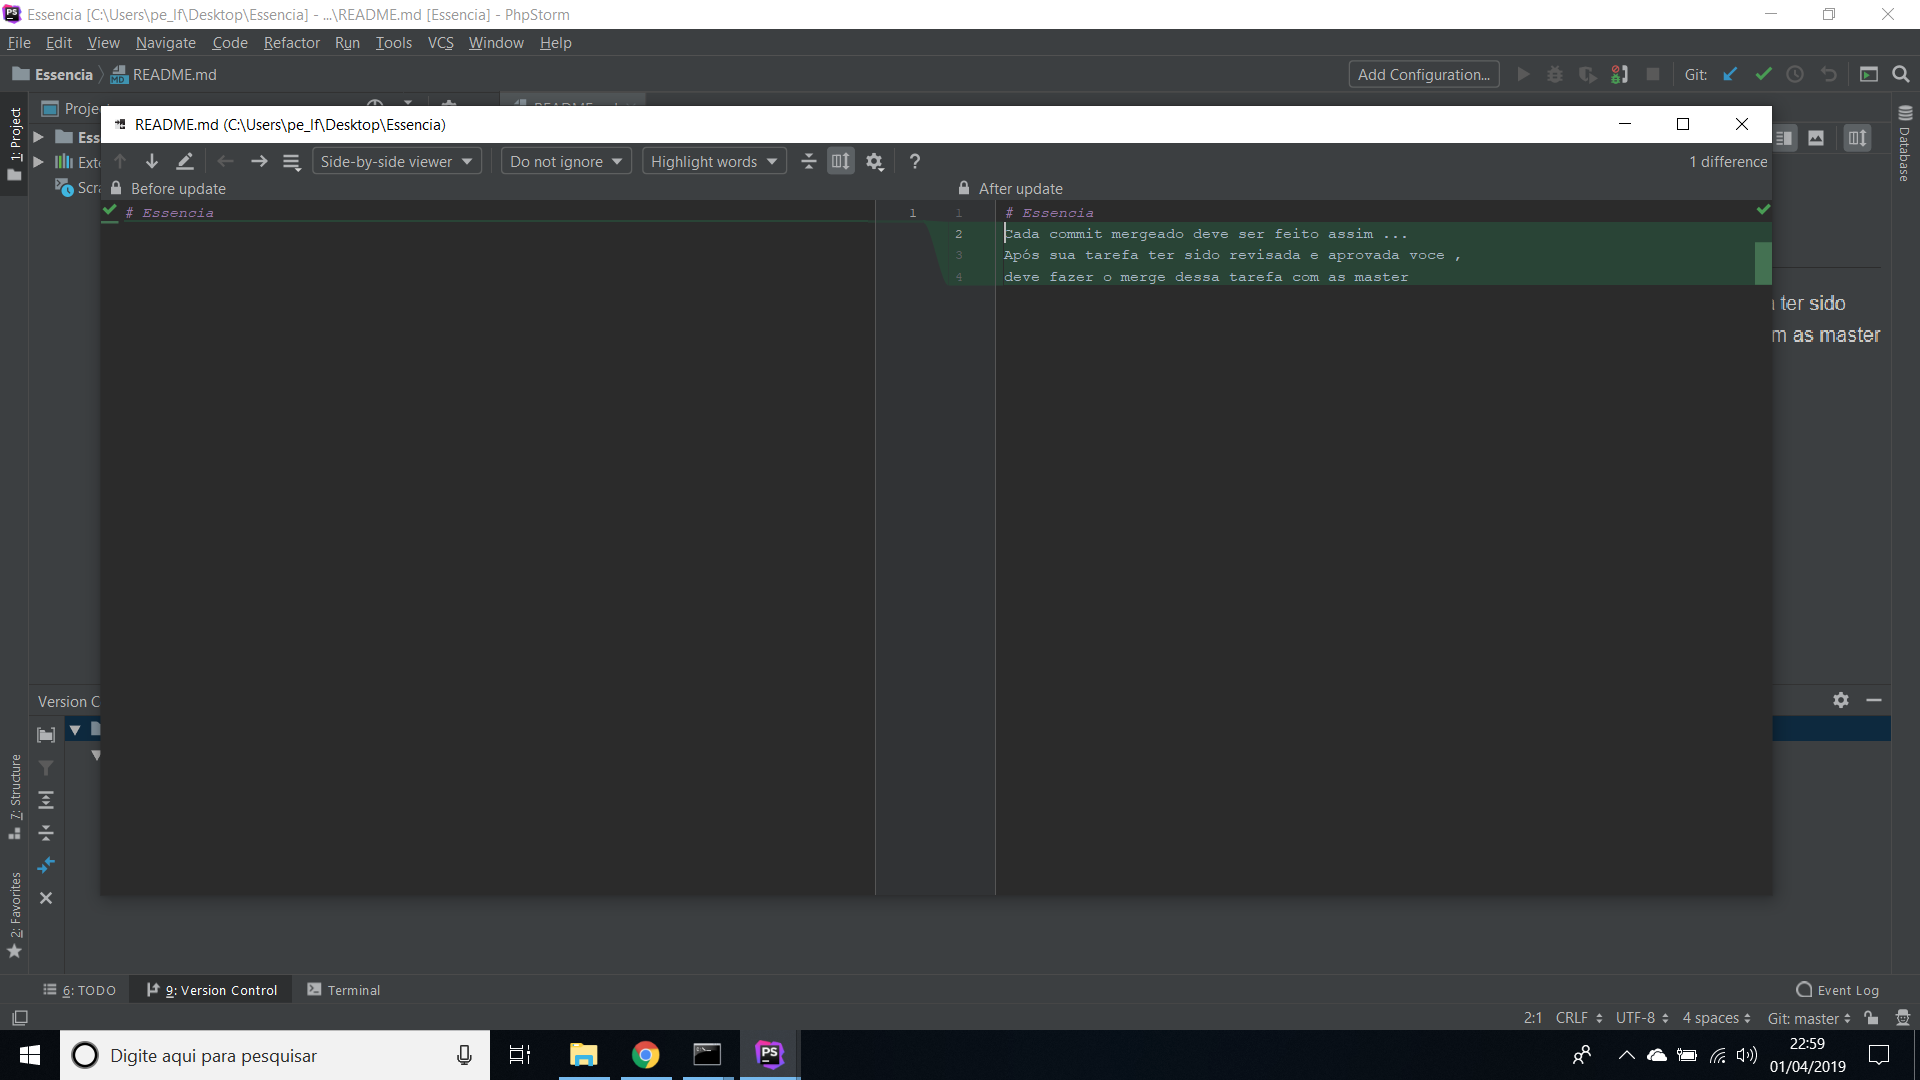 Essencia [C:\Users\pe_lf\Desktop\Essencia] - ...\README.md [Essencia] - PhpStorm
File Edit View Navigate Code Refactor Run Tools VCS Window Help
Essencia README.md Add Configuration... Git:
1: Project
Database
README.md (C:\Users\pe_lf\Desktop\Essencia)
Side-by-side viewer Do not ignore Highlight words ? 1 difference
Before update After update
# Essencia 1 1 # Essencia
2 Cada commit mergeado deve ser feito assim ...
3 Após sua tarefa ter sido revisada e aprovada voce ,
4 deve fazer o merge dessa tarefa com as master
ter sido
m as master
Version C
7: Structure
2: Favorites
6: TODO 9: Version Control Terminal Event Log
2:1 CRLF UTF-8 4 spaces Git: master
Digite aqui para pesquisar
22:59
01/04/2019